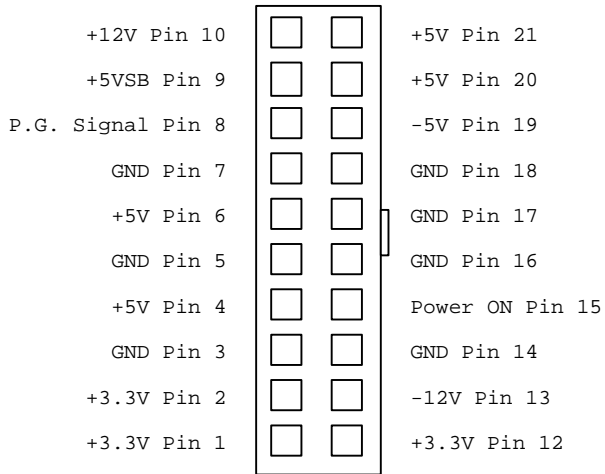 +12V Pin 10 +5V Pin 21
+5VSB Pin 9 +5V Pin 20
P.G. Signal Pin 8 -5V Pin 19
GND Pin 7 GND Pin 18
+5V Pin 6 GND Pin 17
GND Pin 5 GND Pin 16
+5V Pin 4 Power ON Pin 15
GND Pin 3 GND Pin 14
+3.3V Pin 2 -12V Pin 13
+3.3V Pin 1 +3.3V Pin 12